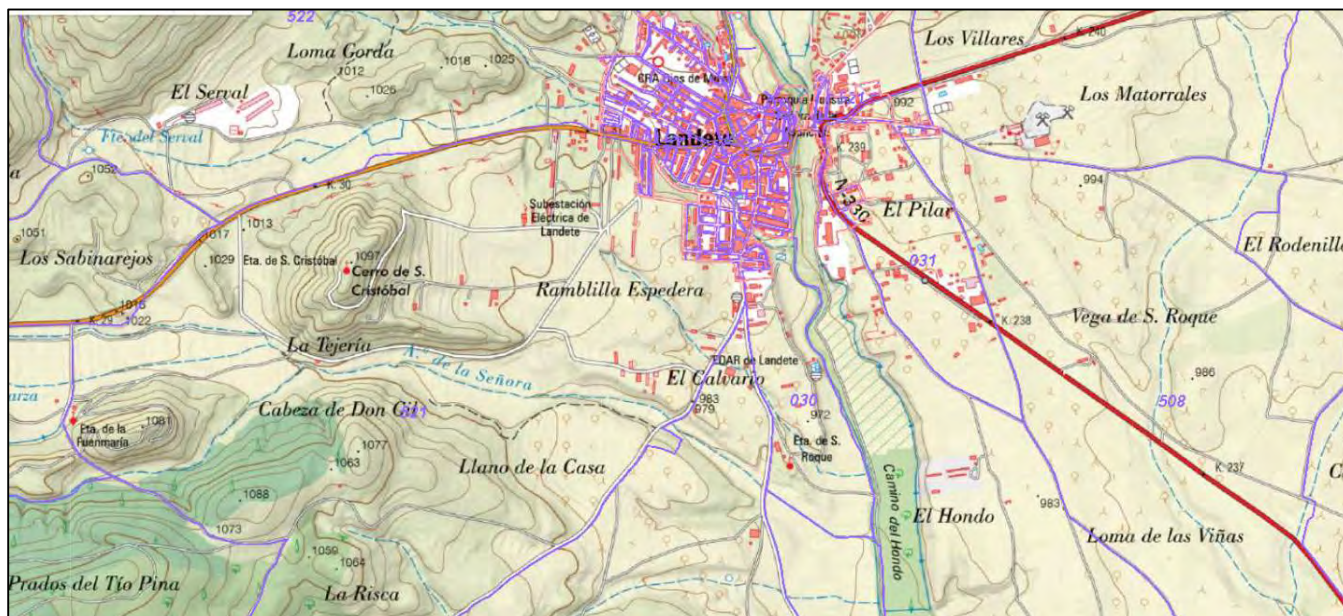 522
Loma Gorda
1012
1018
1025
1026
El Serval
Fte. del Serval
1052
Landete
992
Los Villares
K. 240
Los Matorrales
K. 239
994
N-330
El Pilar
031
El Rodenill
K. 30
1013
1017
1051
Los Sabinarejos
1029
Eta. de S. Cristóbal
1097
Cerro de S.
Cristóbal
Subestación
Eléctrica de
Landete
Ramblilla Espedera
K. 238
Vega de S. Roque
K. 29
1022
La Tejería
A.º de la Señora
EDAR de Landete
El Calvario
983
979
030
972
986
508
Cabeza de Don Gil
1081
Eta. de la
Fuenmaría
1077
1063
1088
1073
Llano de la Casa
Eta. de S.
Roque
Camino del Hondo
K. 237
983
El Hondo
Loma de las Viñas
1059
1064
Prados del Tío Pina
La Risca